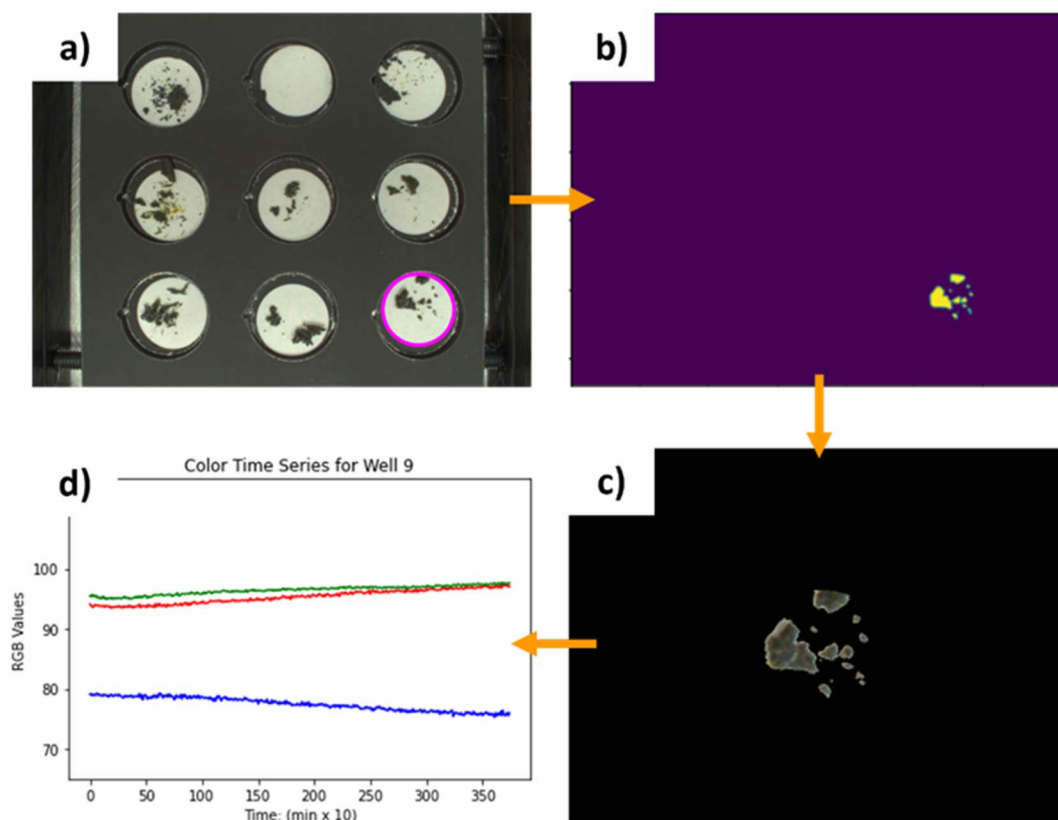 a)
b)
c)
d)
Color Time Series for Well 9
RGB Values
100
90
80
70
0 50 100 150 200 250 300 350
Time: (min x 10)